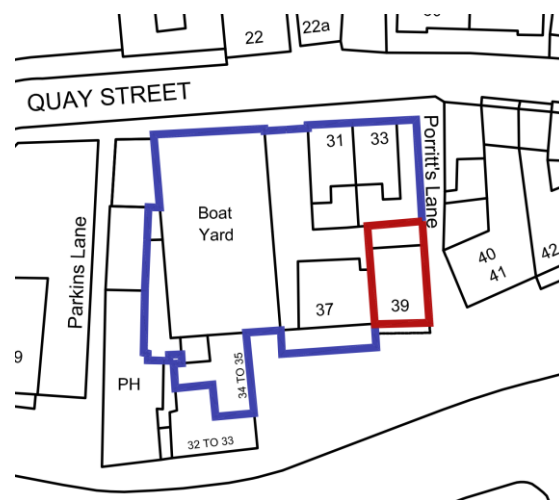 22
22a
QUAY STREET
31
33
Porritt's Lane
Boat
Yard
Parkins Lane
40
41
42
37
39
9
PH
34 TO 35
32 TO 33